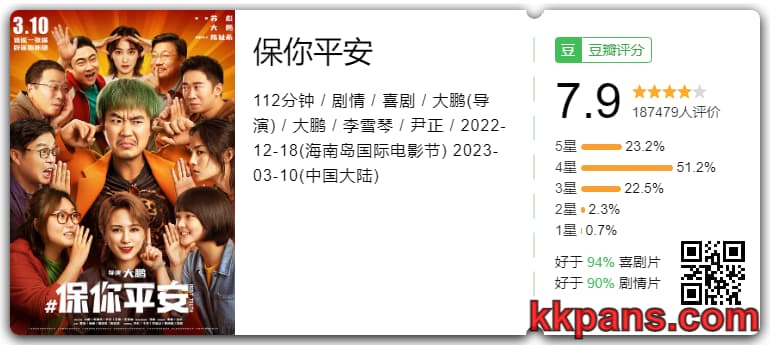 3.10
导演 大鹏
#保你平安
保你平安
112分钟 / 剧情 / 喜剧 / 大鹏(导
演) / 大鹏 / 李雪琴 / 尹正 / 2022-
12-18(海南岛国际电影节) 2023-
03-10(中国大陆)
豆 豆瓣评分
7.9
187479人评价
5星 23.2%
4星 51.2%
3星 22.5%
2星 2.3%
1星 0.7%
好于 94% 喜剧片
好于 90% 剧情片
kkpans.com